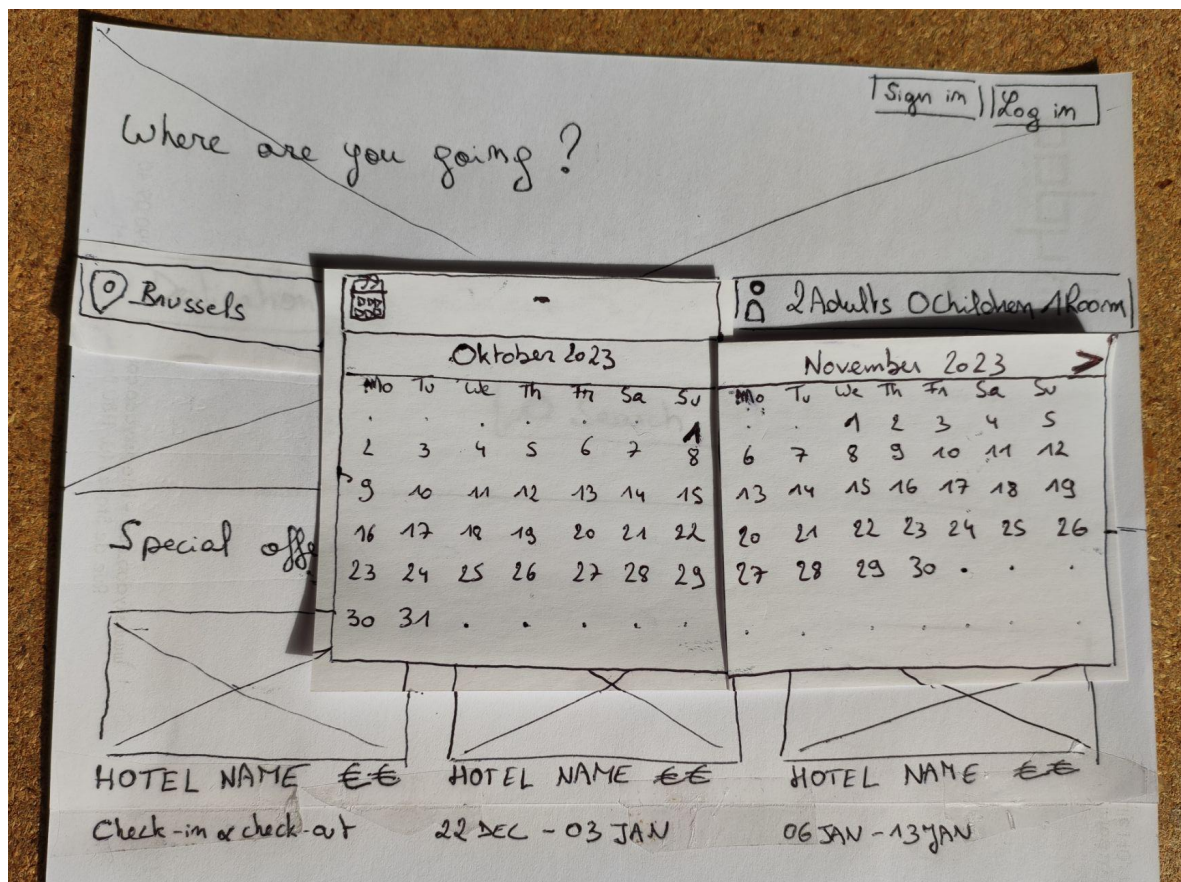 Sign in Log in
Where are you going?
Brussels - 2 Adults 0 Children 1 Room
Oktober 2023 November 2023 >
Mo Tu We Th Fr Sa Su Mo Tu We Th Fr Sa Su
. . . . . . 1 . . 1 2 3 4 5
2 3 4 5 6 7 8 6 7 8 9 10 11 12
9 10 11 12 13 14 15 13 14 15 16 17 18 19
16 17 18 19 20 21 22 20 21 22 23 24 25 26
Special offe
23 24 25 26 27 28 29 27 28 29 30 . . .
30 31 . . . . . . . . . . . .
HOTEL NAME €€ HOTEL NAME €€ HOTEL NAME €€
Check-in & check-out 22 DEC - 03 JAN 06 JAN - 13 JAN